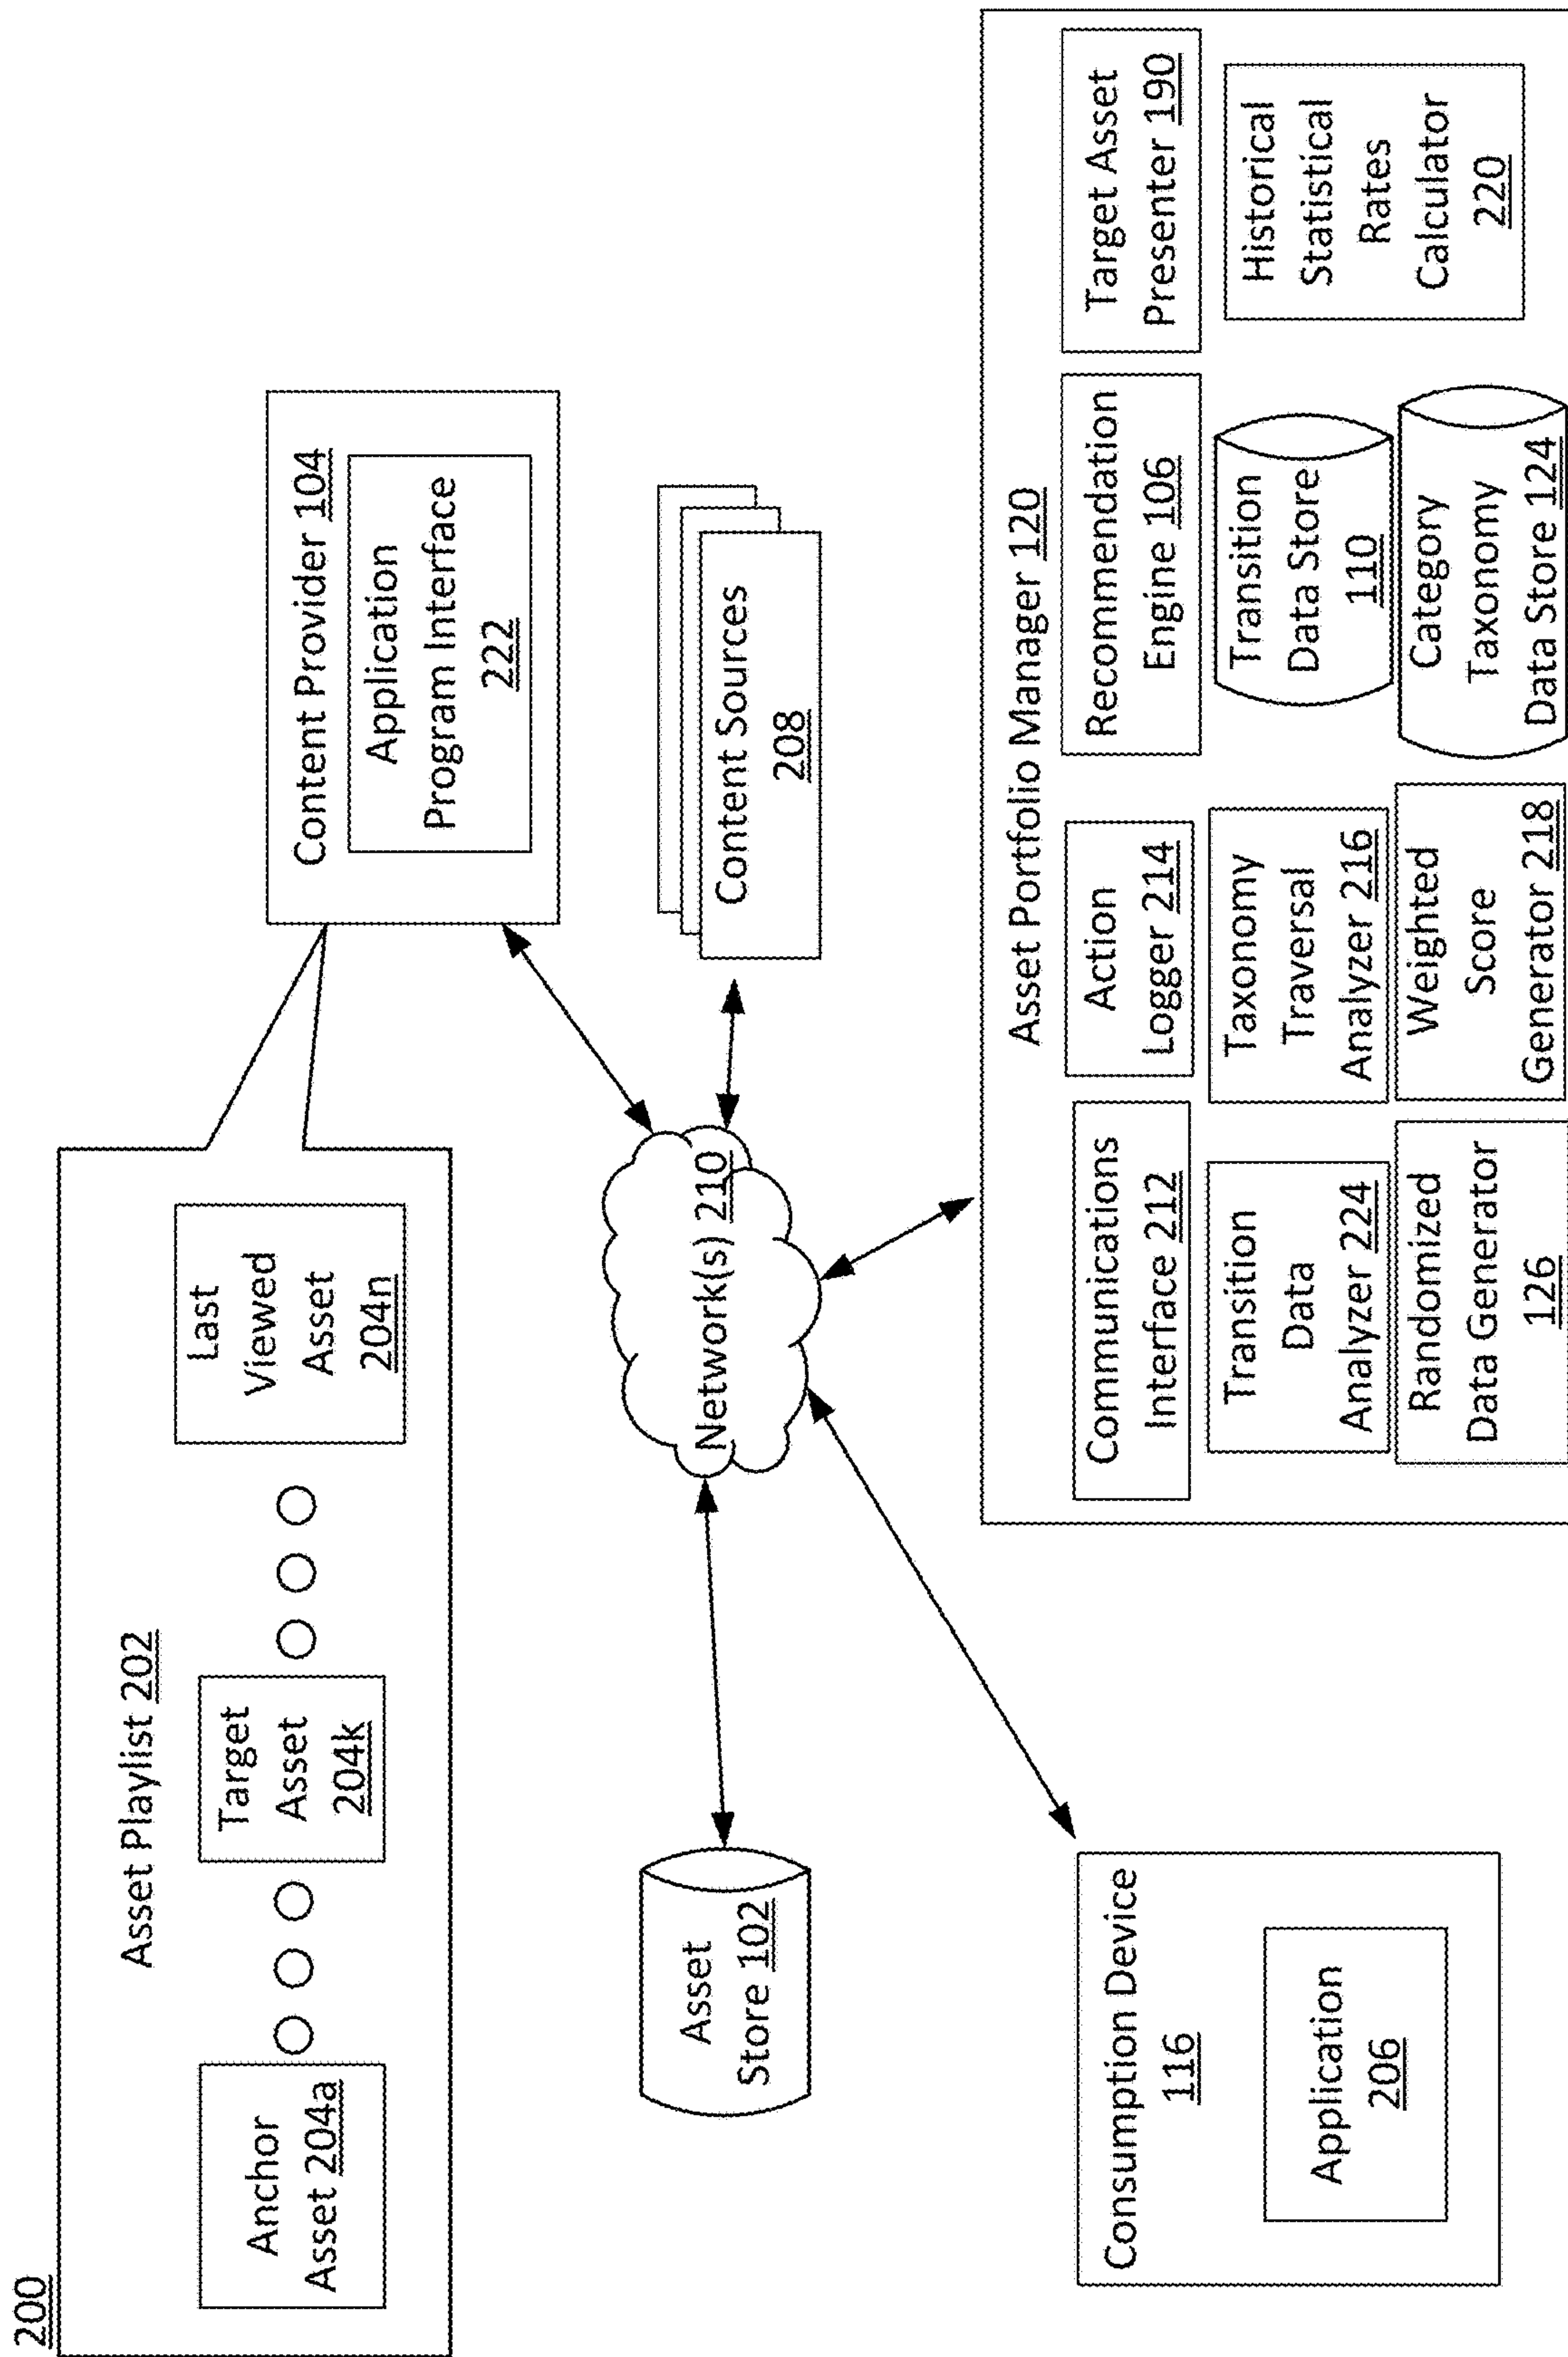 200
Asset Playlist 202
Anchor
Asset 204a
Target
Asset
204k
Last
Viewed
Asset
204n
Content Provider 104
Application
Program Interface
222
Asset
Store 102
Network(s) 210
Content Sources
208
Consumption Device
116
Application
206
Asset Portfolio Manager 120
Communications
Interface 212
Action
Logger 214
Recommendation
Engine 106
Target Asset
Presenter 190
Transition
Data
Analyzer 224
Taxonomy
Traversal
Analyzer 216
Transition
Data Store
110
Historical
Statistical
Rates
Calculator
220
Randomized
Data Generator
126
Weighted
Score
Generator 218
Category
Taxonomy
Data Store 124